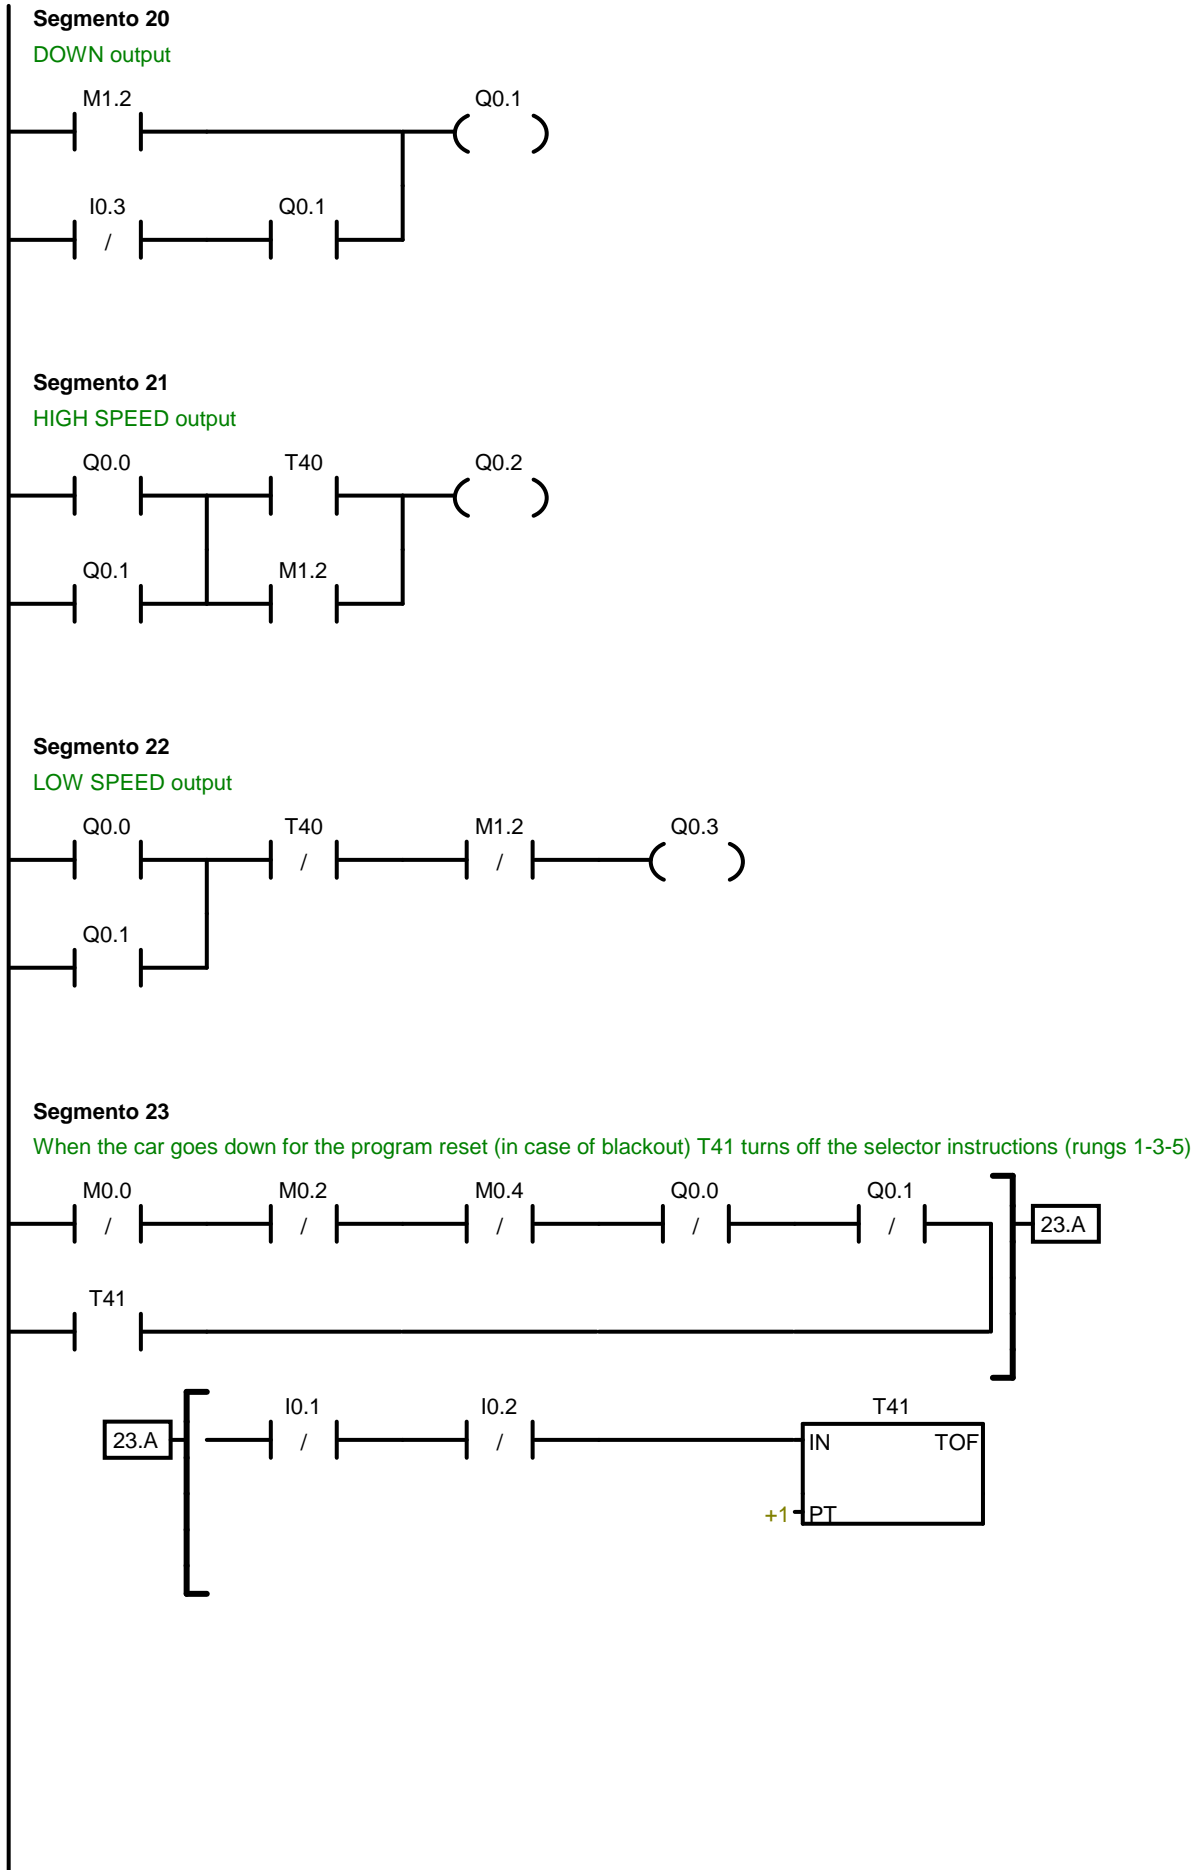 Segmento 20
DOWN output
M1.2 Q0.1
I0.3 Q0.1
/
Segmento 21
HIGH SPEED output
Q0.0 T40 Q0.2
Q0.1 M1.2
Segmento 22
LOW SPEED output
Q0.0 T40 M1.2 Q0.3
/ /
Q0.1
Segmento 23
When the car goes down for the program reset (in case of blackout) T41 turns off the selector instructions (rungs 1-3-5)
M0.0 M0.2 M0.4 Q0.0 Q0.1
/ / / / / 23.A
T41
I0.1 I0.2 T41
23.A / / IN TOF
+1 PT